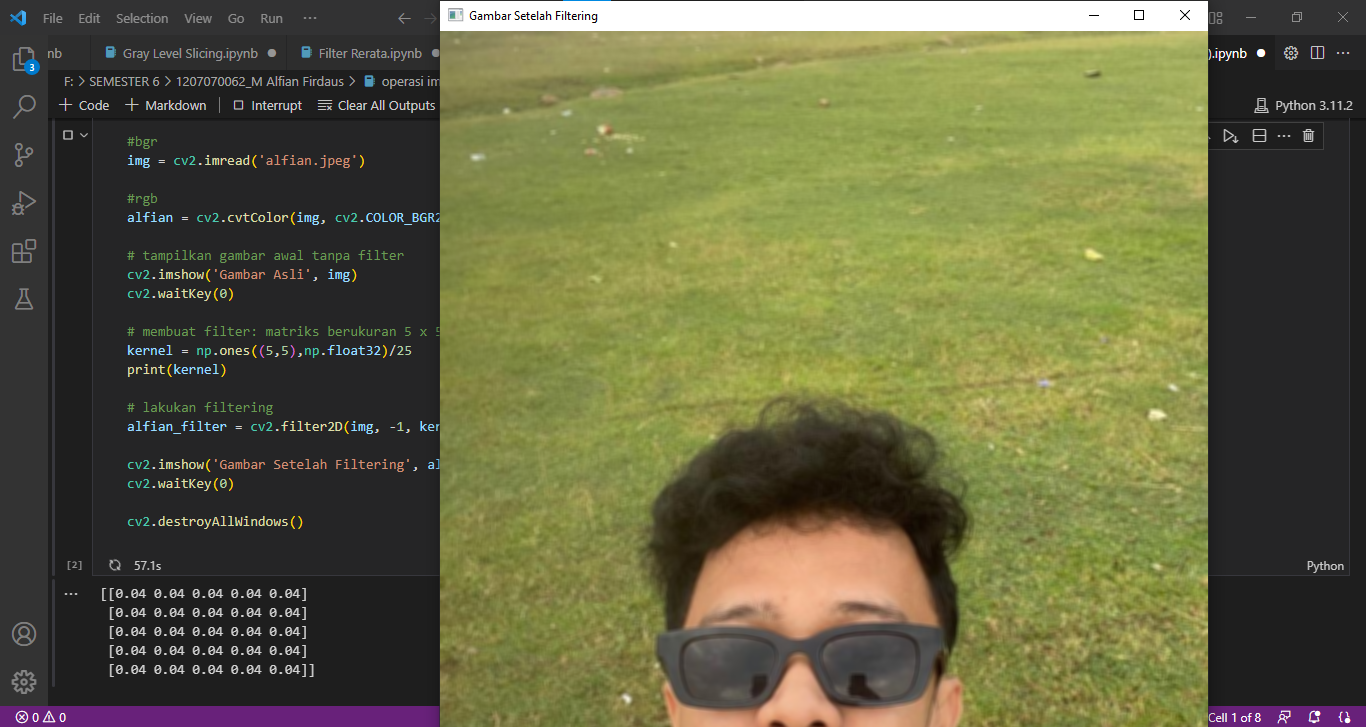 File Edit Selection View Go Run ···
Gambar Setelah Filtering
nb Gray Level Slicing.ipynb Filter Rerata.ipynb ).ipynb
3
F: > SEMESTER 6 > 1207070062_M Alfian Firdaus > operasi im
+ Code + Markdown Interrupt Clear All Outputs Python 3.11.2
#bgr
img = cv2.imread('alfian.jpeg')
#rgb
alfian = cv2.cvtColor(img, cv2.COLOR_BGR2
# tampilkan gambar awal tanpa filter
cv2.imshow('Gambar Asli', img)
cv2.waitKey(0)
# membuat filter: matriks berukuran 5 x 5
kernel = np.ones((5,5),np.float32)/25
print(kernel)
# lakukan filtering
alfian_filter = cv2.filter2D(img, -1, ker
cv2.imshow('Gambar Setelah Filtering', al
cv2.waitKey(0)
cv2.destroyAllWindows()
[2] 57.1s Python
[[0.04 0.04 0.04 0.04 0.04]
[0.04 0.04 0.04 0.04 0.04]
[0.04 0.04 0.04 0.04 0.04]
[0.04 0.04 0.04 0.04 0.04]
[0.04 0.04 0.04 0.04 0.04]]
0 0 Cell 1 of 8